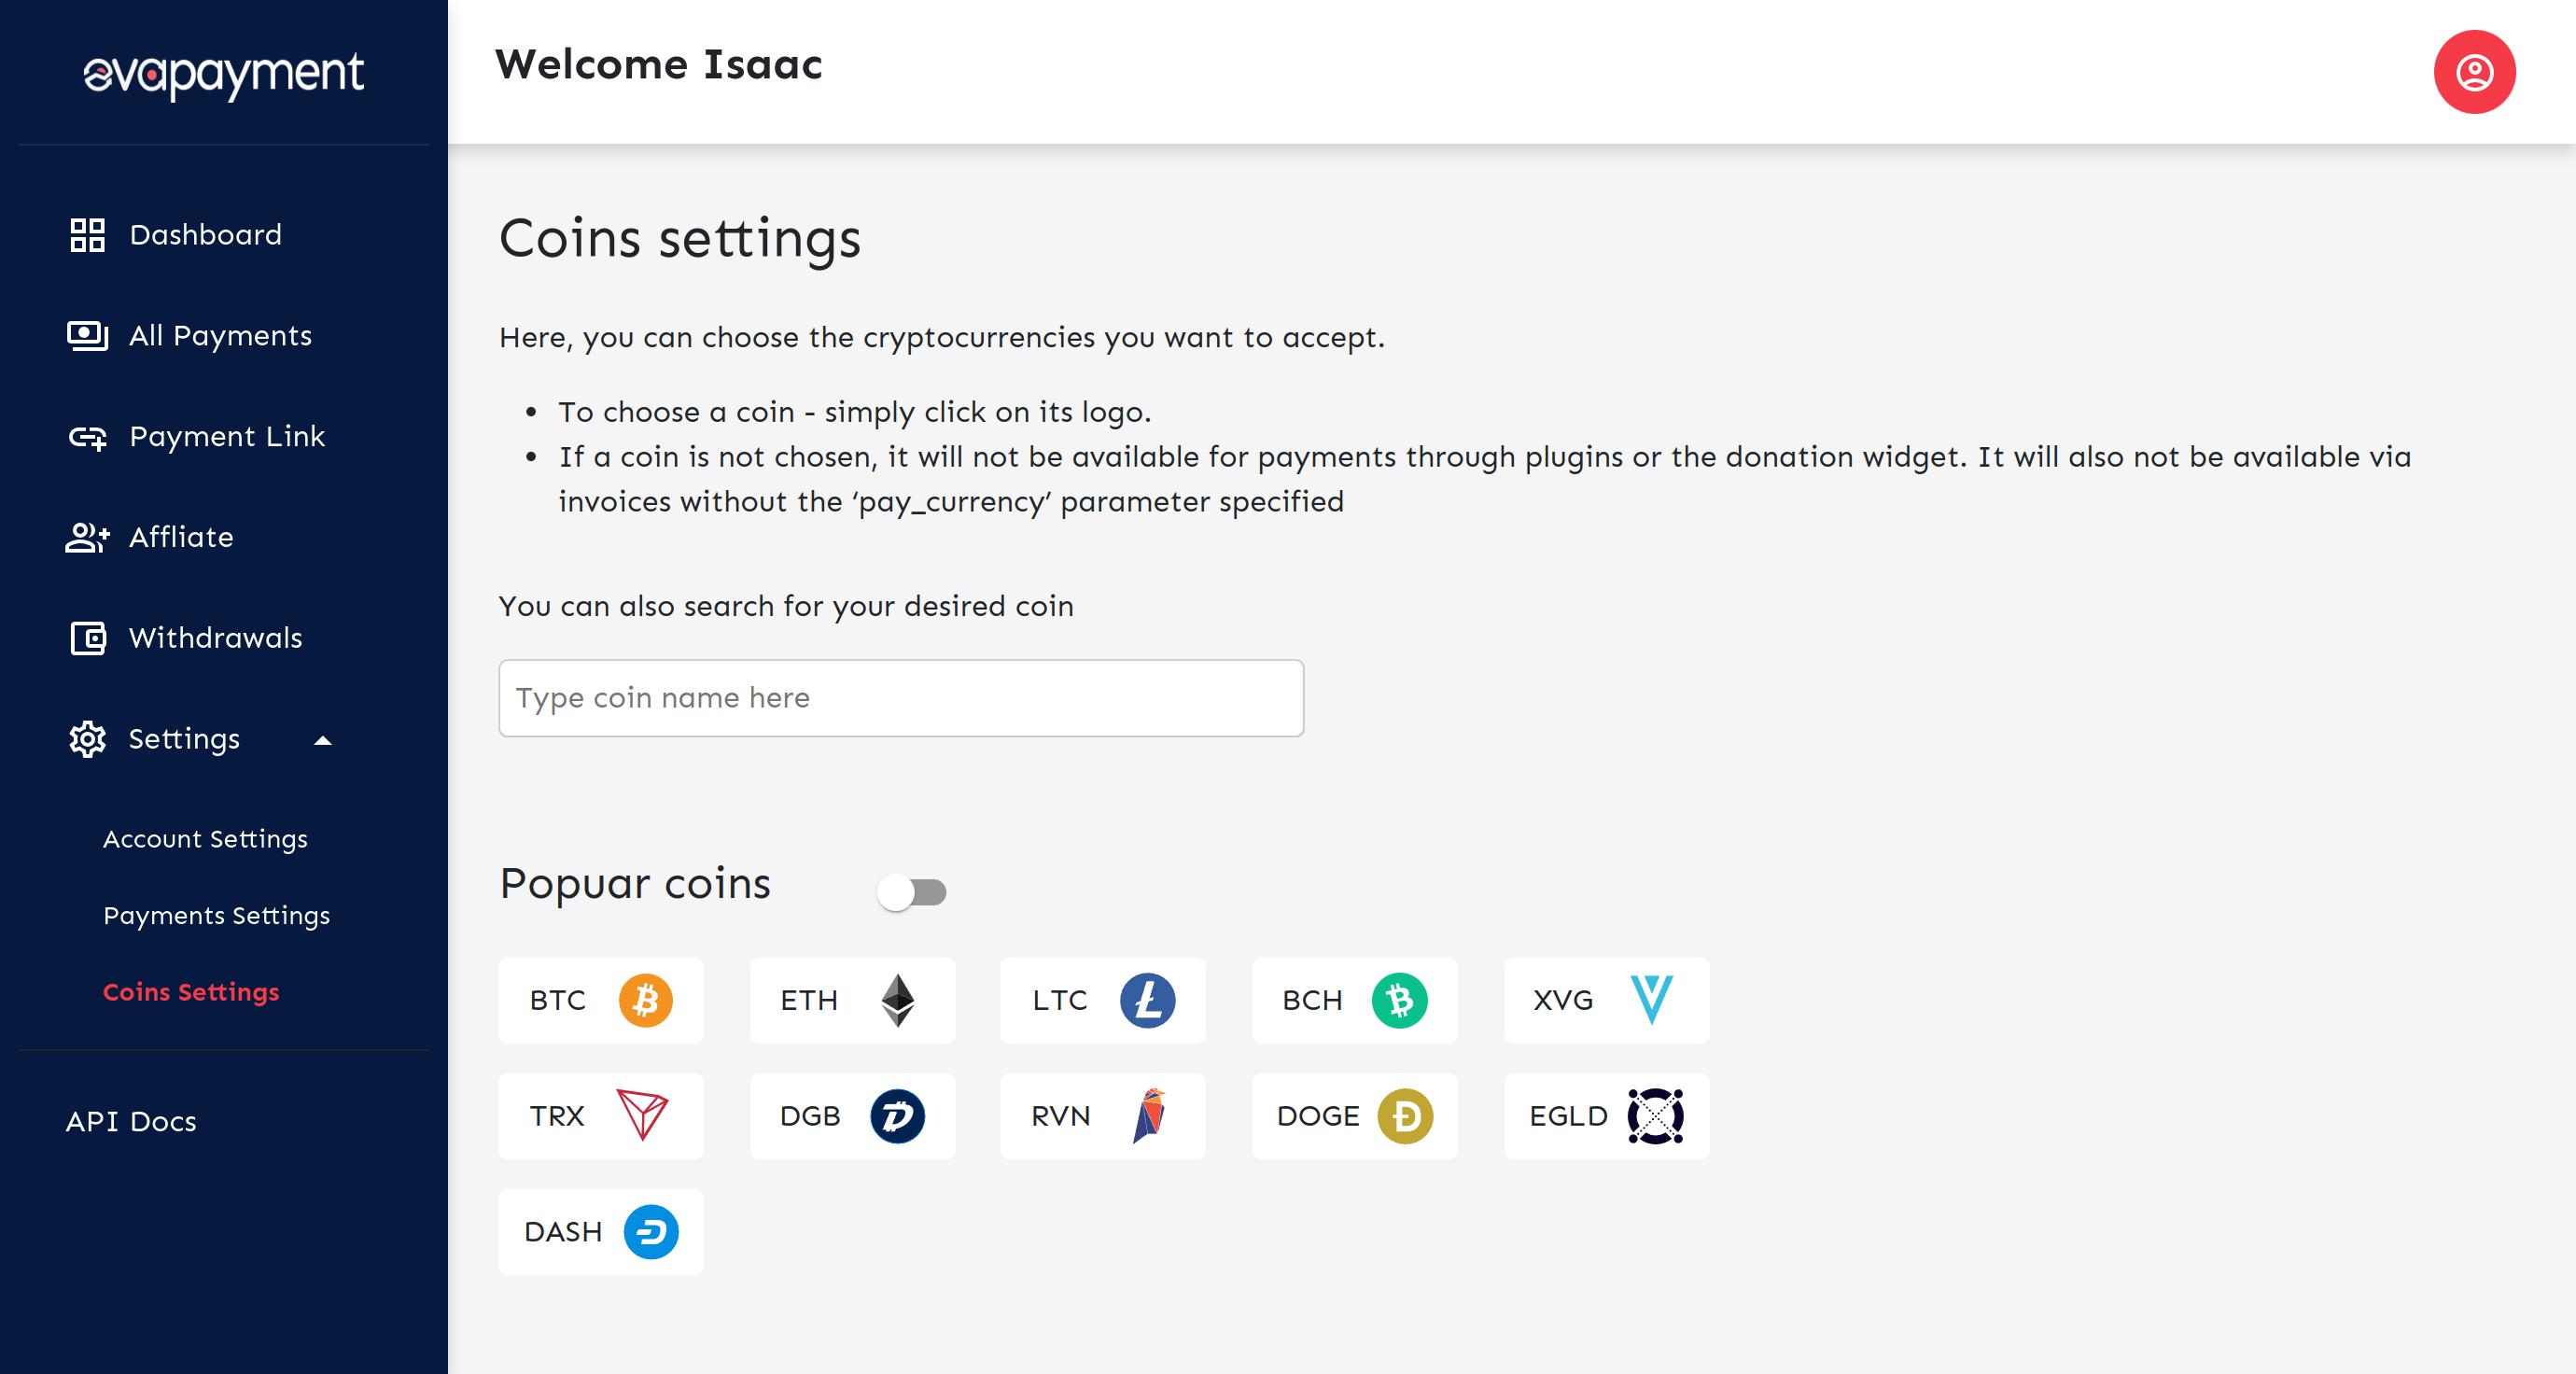 evapayment
Welcome Isaac
Dashboard
All Payments
Payment Link
Affliate
Withdrawals
Settings
Account Settings
Payments Settings
Coins Settings
API Docs
Coins settings
Here, you can choose the cryptocurrencies you want to accept.
To choose a coin - simply click on its logo.
If a coin is not chosen, it will not be available for payments through plugins or the donation widget. It will also not be available via
invoices without the ‘pay_currency’ parameter specified
You can also search for your desired coin
Type coin name here
Popuar coins
BTC ETH LTC BCH XVG
TRX DGB RVN DOGE EGLD
DASH